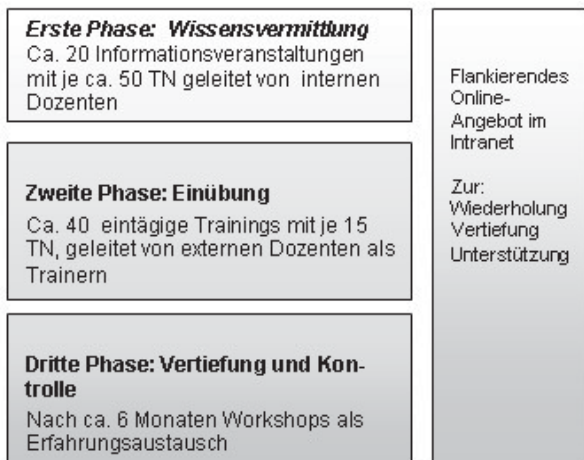 Erste Phase: Wissensvermittlung
Ca. 20 Informationsveranstaltungen
mit je ca. 50 TN geleitet von internen
Dozenten
Zweite Phase: Einübung
Ca. 40 eintägige Trainings mit je 15
TN, geleitet von externen Dozenten als
Trainern
Dritte Phase: Vertiefung und Kon-
trolle
Nach ca. 6 Monaten Workshops als
Erfahrungsaustausch
Flankierendes
Online-
Angebot im
Intranet
Zur:
Wiederholung
Vertiefung
Unterstützung